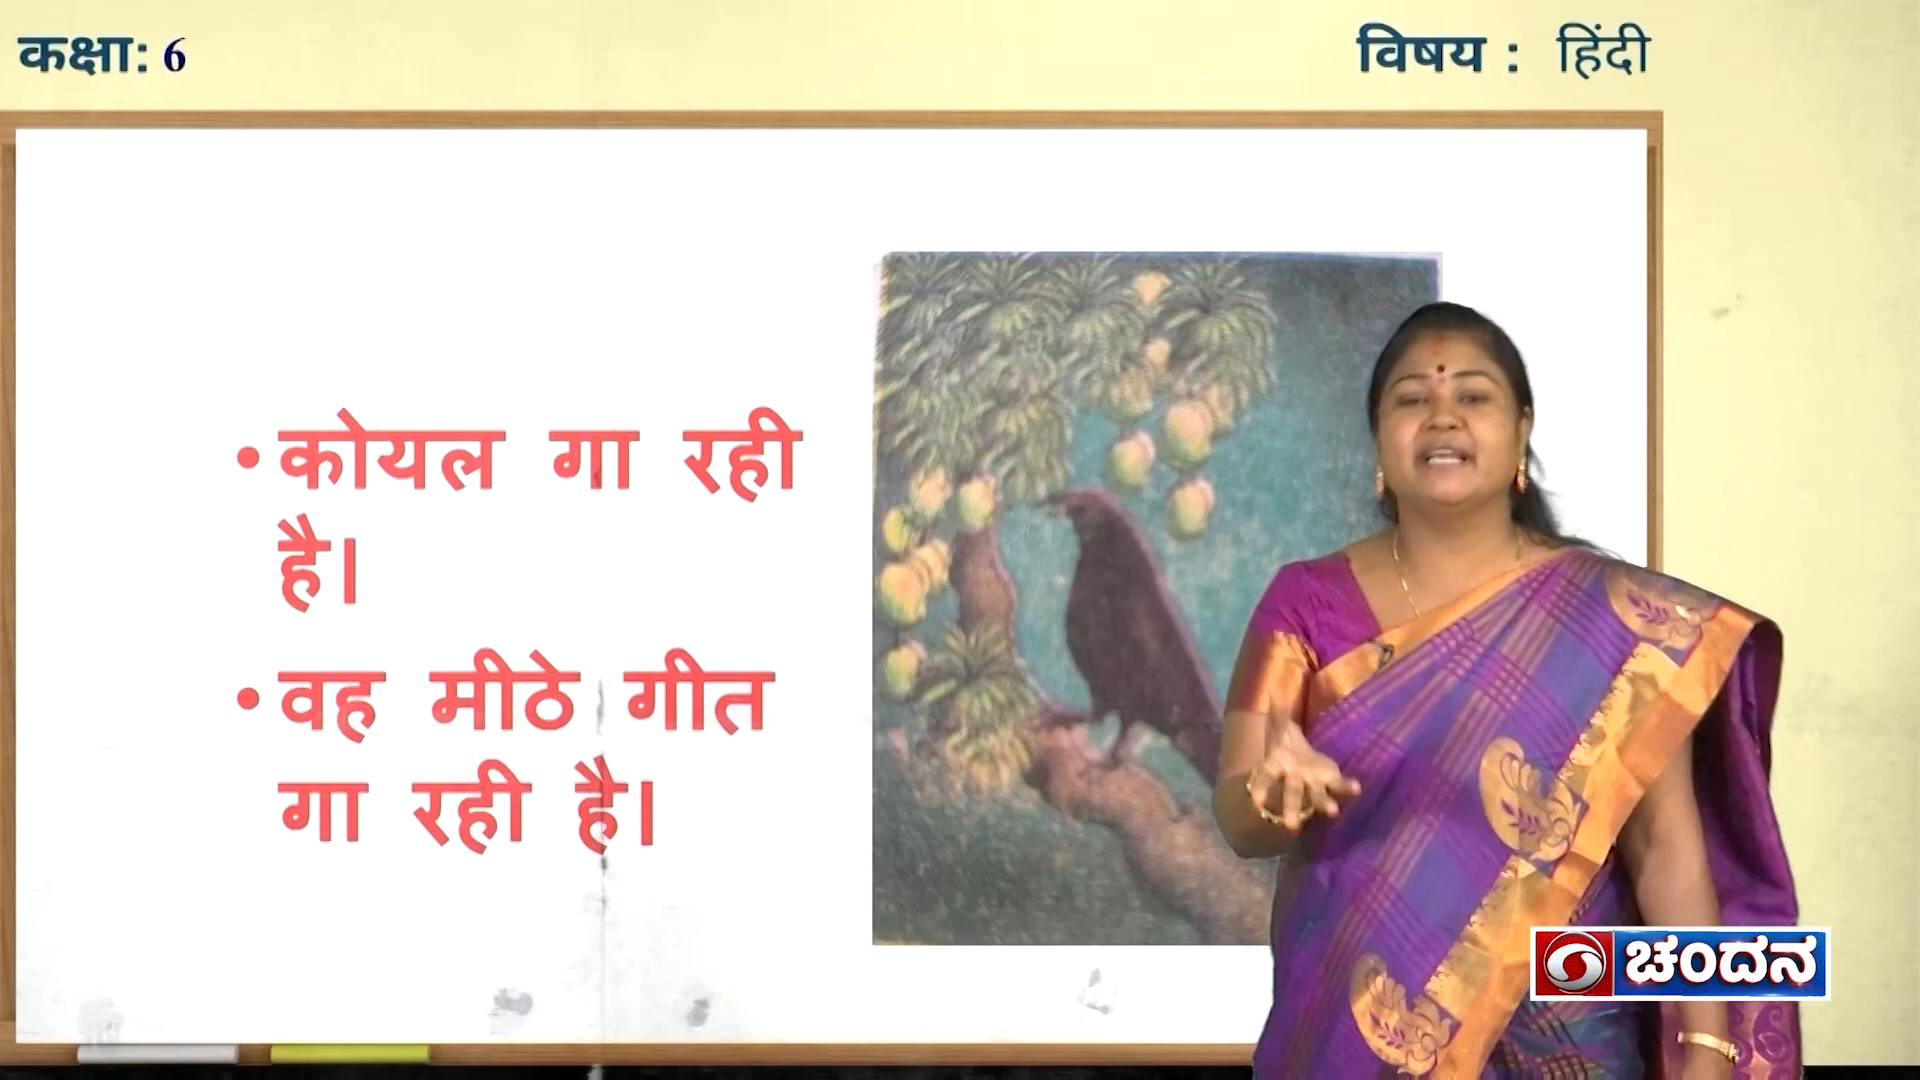 कक्षा: 6
विषय : हिंदी
• कोयल गा रही
है।
• वह मीठे गीत
गा रही है।
ಚಂದನ